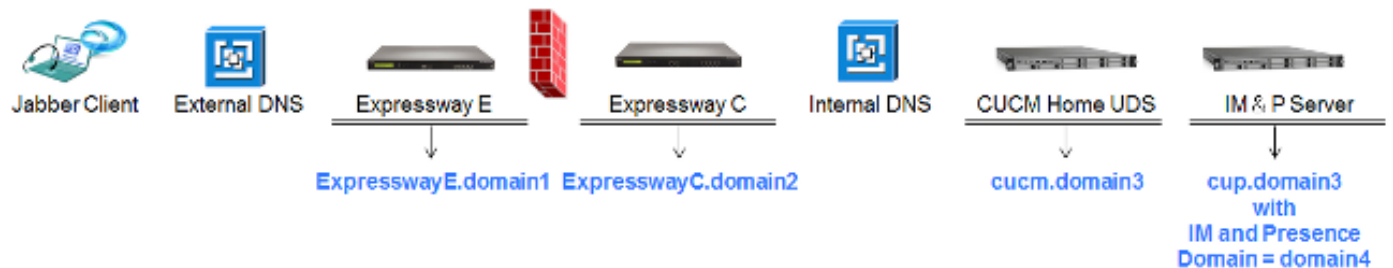 Jabber Client
External DNS
Expressway E
Expressway C
Internal DNS
CUCM Home UDS
IM & P Server
ExpresswayE.domain1
ExpresswayC.domain2
cucm.domain3
cup.domain3
with
IM and Presence
Domain = domain4